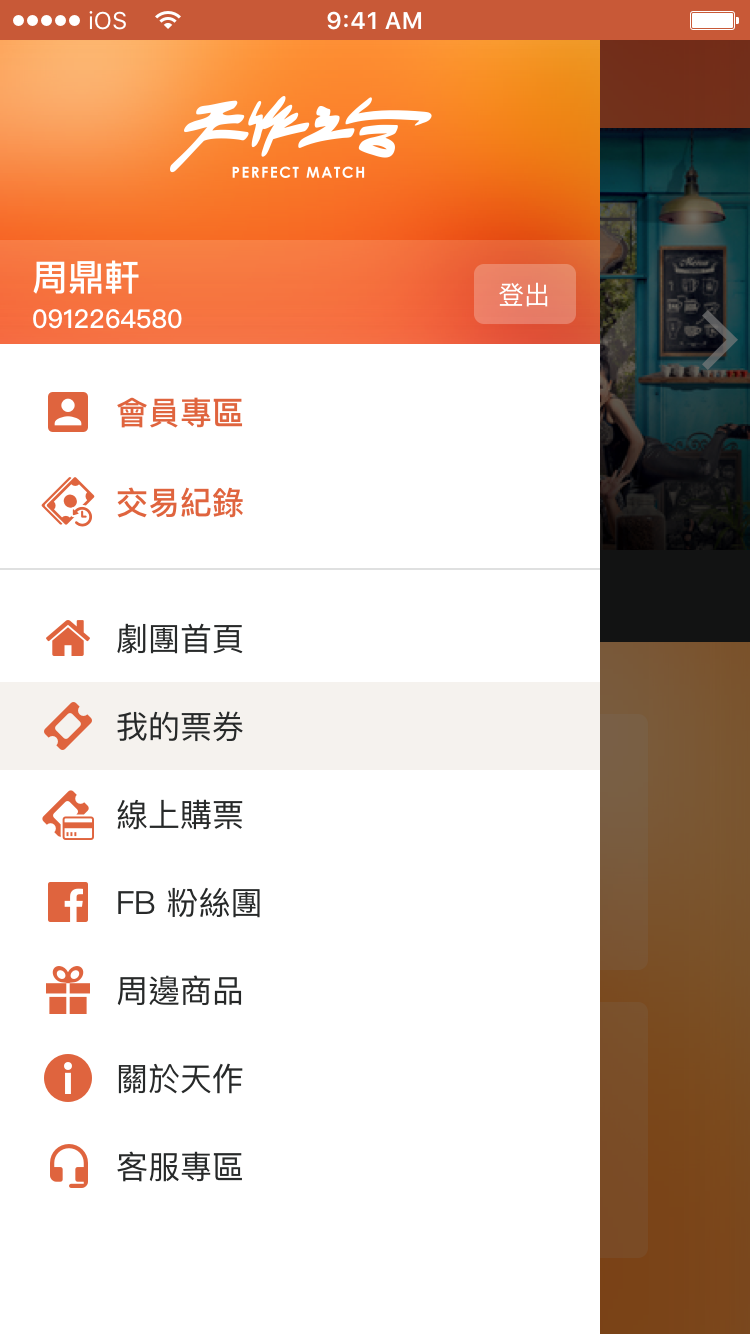 iOS
9:41 AM
天作之合
PERFECT MATCH
周鼎軒
0912264580
登出
會員專區
交易紀錄
劇團首頁
我的票券
線上購票
FB 粉絲團
周邊商品
關於天作
客服專區